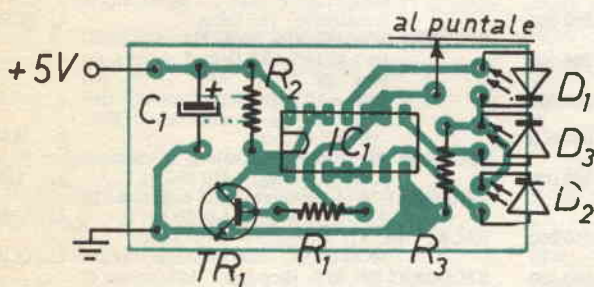 al puntale
+5V
R2
C1
+
D1
IC1
D3
D2
TR1
R1
R3